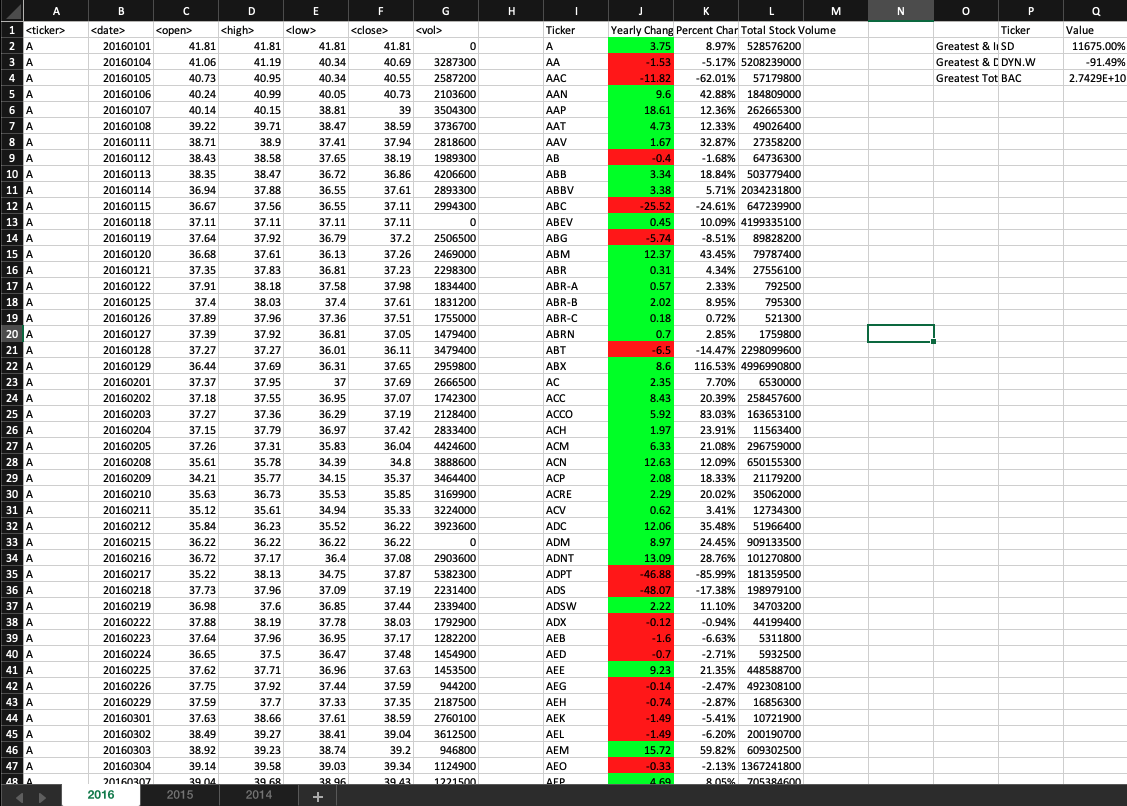 A B C D E F G H I J K L M N O P Q
1 <ticker> <date> <open> <high> <low> <close> <vol> Ticker Yearly Chang Percent Char Total Stock Volume Ticker Value
2 A 20160101 41.81 41.81 41.81 41.81 0 A 3.75 8.97% 528576200 Greatest & I SD 11675.00%
3 A 20160104 41.06 41.19 40.34 40.69 3287300 AA -1.53 -5.17% 5208239000 Greatest & D DYN.W -91.49%
4 A 20160105 40.73 40.95 40.34 40.55 2587200 AAC -11.82 -62.01% 57179800 Greatest Tot BAC 2.7429E+10
5 A 20160106 40.24 40.99 40.05 40.73 2103600 AAN 9.6 42.88% 184809000
6 A 20160107 40.14 40.15 38.81 39 3504300 AAP 18.61 12.36% 262665300
7 A 20160108 39.22 39.71 38.47 38.59 3736700 AAT 4.73 12.33% 49026400
8 A 20160111 38.71 38.9 37.41 37.94 2818600 AAV 1.67 32.87% 27358200
9 A 20160112 38.43 38.58 37.65 38.19 1989300 AB -0.4 -1.68% 64736300
10 A 20160113 38.35 38.47 36.72 36.86 4206600 ABB 3.34 18.84% 503779400
11 A 20160114 36.94 37.88 36.55 37.61 2893300 ABBV 3.38 5.71% 2034231800
12 A 20160115 36.67 37.56 36.55 37.11 2994300 ABC -25.52 -24.61% 647239900
13 A 20160118 37.11 37.11 37.11 37.11 0 ABEV 0.45 10.09% 4199335100
14 A 20160119 37.64 37.92 36.79 37.2 2506500 ABG -5.74 -8.51% 89828200
15 A 20160120 36.68 37.61 36.13 37.26 2469000 ABM 12.37 43.45% 79787400
16 A 20160121 37.35 37.83 36.81 37.23 2298300 ABR 0.31 4.34% 27556100
17 A 20160122 37.91 38.18 37.58 37.98 1834400 ABR-A 0.57 2.33% 792500
18 A 20160125 37.4 38.03 37.4 37.61 1831200 ABR-B 2.02 8.95% 795300
19 A 20160126 37.89 37.96 37.36 37.51 1755000 ABR-C 0.18 0.72% 521300
20 A 20160127 37.39 37.92 36.81 37.05 1479400 ABRN 0.7 2.85% 1759800
21 A 20160128 37.27 37.27 36.01 36.11 3479400 ABT -6.5 -14.47% 2298099600
22 A 20160129 36.44 37.69 36.31 37.65 2959800 ABX 8.6 116.53% 4996990800
23 A 20160201 37.37 37.95 37 37.69 2666500 AC 2.35 7.70% 6530000
24 A 20160202 37.18 37.55 36.95 37.07 1742300 ACC 8.43 20.39% 258457600
25 A 20160203 37.27 37.36 36.29 37.19 2128400 ACCO 5.92 83.03% 163653100
26 A 20160204 37.15 37.79 36.97 37.42 2833400 ACH 1.97 23.91% 11563400
27 A 20160205 37.26 37.31 35.83 36.04 4424600 ACM 6.33 21.08% 296759000
28 A 20160208 35.61 35.78 34.39 34.8 3888600 ACN 12.63 12.09% 650155300
29 A 20160209 34.21 35.77 34.15 35.37 3464400 ACP 2.08 18.33% 21179200
30 A 20160210 35.63 36.73 35.53 35.85 3169900 ACRE 2.29 20.02% 35062000
31 A 20160211 35.12 35.61 34.94 35.33 3224000 ACV 0.62 3.41% 12734300
32 A 20160212 35.84 36.23 35.52 36.22 3923600 ADC 12.06 35.48% 51966400
33 A 20160215 36.22 36.22 36.22 36.22 0 ADM 8.97 24.45% 909133500
34 A 20160216 36.72 37.17 36.4 37.08 2903600 ADNT 13.09 28.76% 101270800
35 A 20160217 35.22 38.13 34.75 37.87 5382300 ADPT -46.88 -85.99% 181359500
36 A 20160218 37.73 37.96 37.09 37.19 2231400 ADS -48.07 -17.38% 198979100
37 A 20160219 36.98 37.6 36.85 37.44 2339400 ADSW 2.22 11.10% 34703200
38 A 20160222 37.88 38.19 37.78 38.03 1792900 ADX -0.12 -0.94% 44199400
39 A 20160223 37.64 37.96 36.95 37.17 1282200 AEB -1.6 -6.63% 5311800
40 A 20160224 36.65 37.5 36.47 37.48 1454900 AED -0.7 -2.71% 5932500
41 A 20160225 37.62 37.71 36.96 37.63 1453500 AEE 9.23 21.35% 448588700
42 A 20160226 37.75 37.92 37.44 37.59 944200 AEG -0.14 -2.47% 492308100
43 A 20160229 37.59 37.7 37.33 37.35 2187500 AEH -0.74 -2.87% 16856300
44 A 20160301 37.63 38.66 37.61 38.59 2760100 AEK -1.49 -5.41% 10721900
45 A 20160302 38.49 39.27 38.41 39.04 3612500 AEL -1.49 -6.20% 200190700
46 A 20160303 38.92 39.23 38.74 39.2 946800 AEM 15.72 59.82% 609302500
47 A 20160304 39.14 39.58 39.03 39.34 1124900 AEO -0.33 -2.13% 1367241800
48 A 20160307 39.04 39.68 38.96 39.43 1221500 AEP 4.69 8.05% 705384600
2016 2015 2014 +